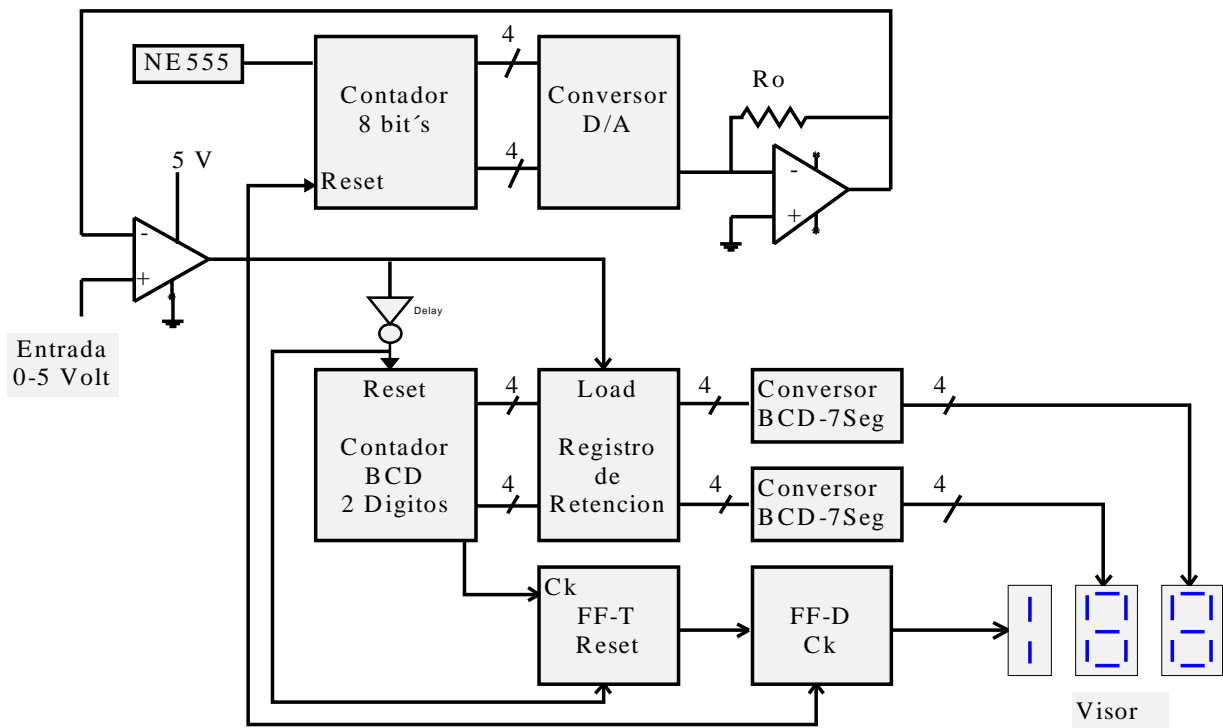 NE555
4
Contador
8 bit´s
Reset
4
Conversor
D/A
Ro
-
+
5 V
-
+
Entrada
0-5 Volt
Delay
Reset
Contador
BCD
2 Digitos
4
4
Load
Registro
de
Retencion
4
4
Conversor
BCD-7Seg
4
Conversor
BCD-7Seg
4
Ck
FF-T
Reset
FF-D
Ck
Visor